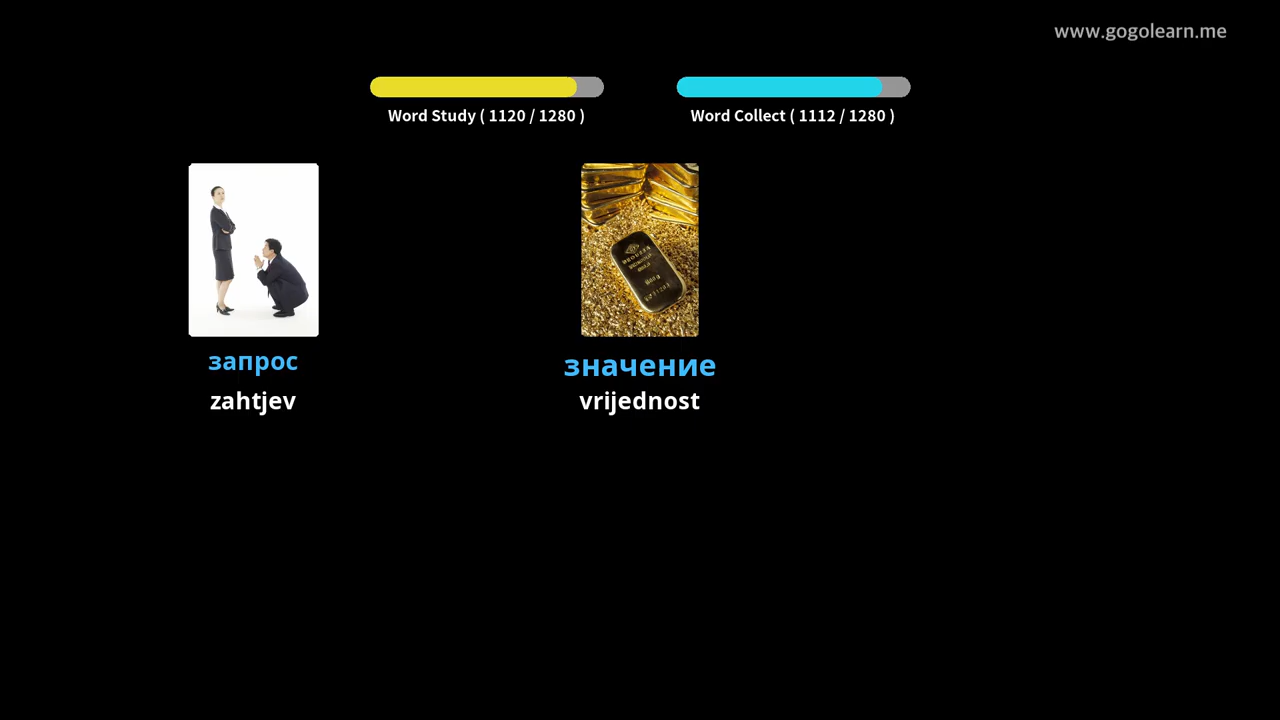 www.gogolearn.me
Word Study ( 1120 / 1280 )
Word Collect ( 1112 / 1280 )
запрос
значение
zahtjev
vrijednost